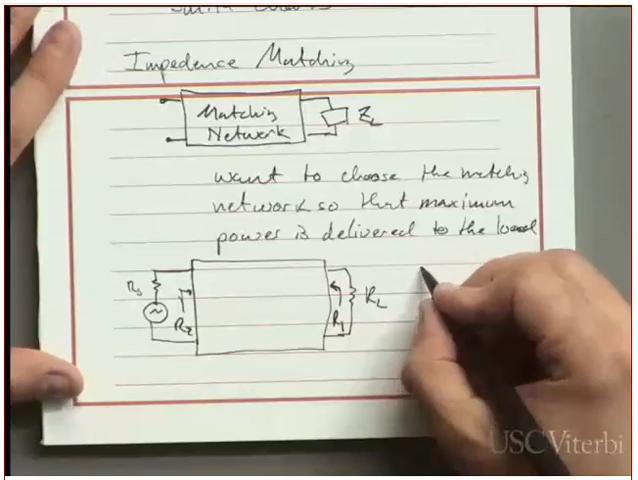 Impedance Matching
Matching
Network
ZL
want to choose the matching
network so that maximum
power is delivered to the load
Rs
R2
R1
RL
USC Viterbi